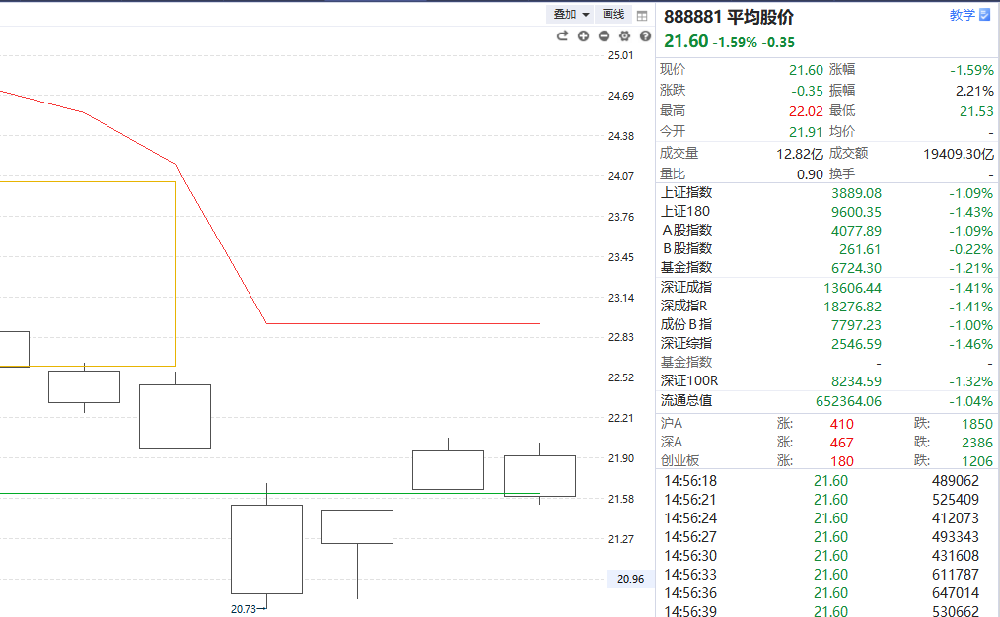 叠加 画线
888881 平均股价 教学
21.60 -1.59% -0.35
现价 21.60 涨幅 -1.59%
涨跌 -0.35 振幅 2.21%
最高 22.02 最低 21.53
今开 21.91 均价 -
成交量 12.82亿 成交额 19409.30亿
量比 0.90 换手 -
上证指数 3889.08 -1.09%
上证180 9600.35 -1.43%
A股指数 4077.89 -1.09%
B股指数 261.61 -0.22%
基金指数 6724.30 -1.21%
深证成指 13606.44 -1.41%
深成指R 18276.82 -1.41%
成份B指 7797.23 -1.00%
深证综指 2546.59 -1.46%
基金指数 - -
深证100R 8234.59 -1.32%
流通总值 652364.06 -1.04%
沪A 涨: 410 跌: 1850
深A 涨: 467 跌: 2386
创业板 涨: 180 跌: 1206
14:56:18 21.60 489062
14:56:21 21.60 525409
14:56:24 21.60 412073
14:56:27 21.60 493343
14:56:30 21.60 431608
14:56:33 21.60 611787
14:56:36 21.60 647014
14:56:39 21.60 530662
25.01
24.69
24.38
24.07
23.76
23.45
23.14
22.83
22.52
22.21
21.90
21.58
21.27
20.96
20.73→